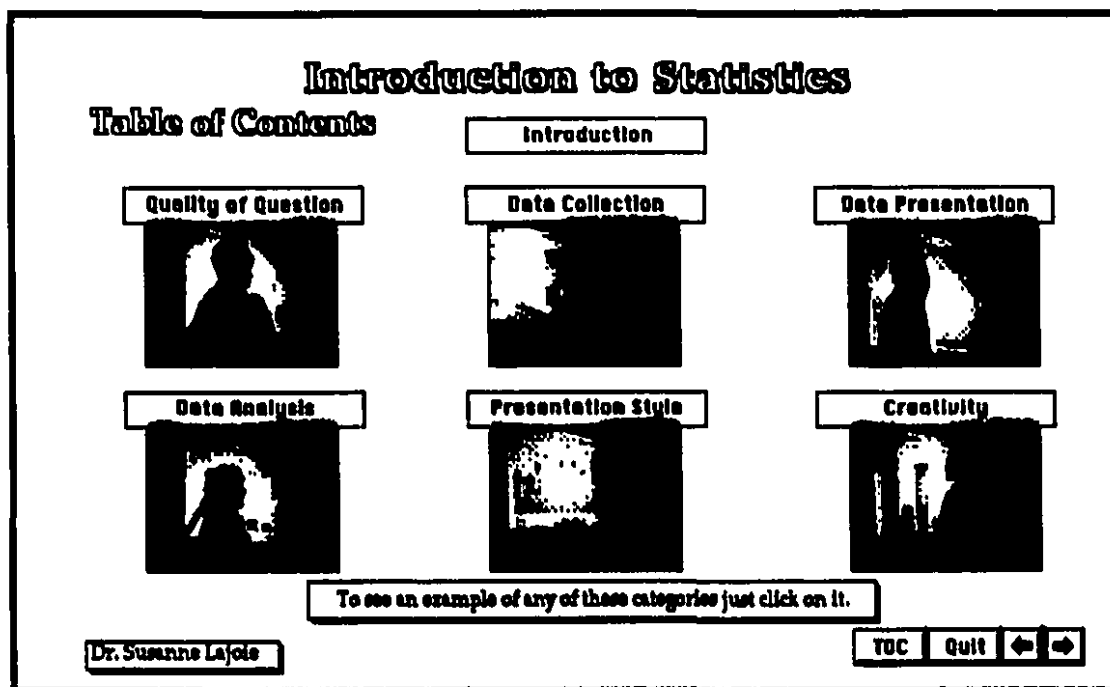 Introduction to Statistics
Table of Contents
Introduction
Quality of Question
Data Collection
Data Presentation
Data Analysis
Presentation Style
Creativity
To see an example of any of these categories just click on it.
Dr. Susanne Lajoie
TOC Quit